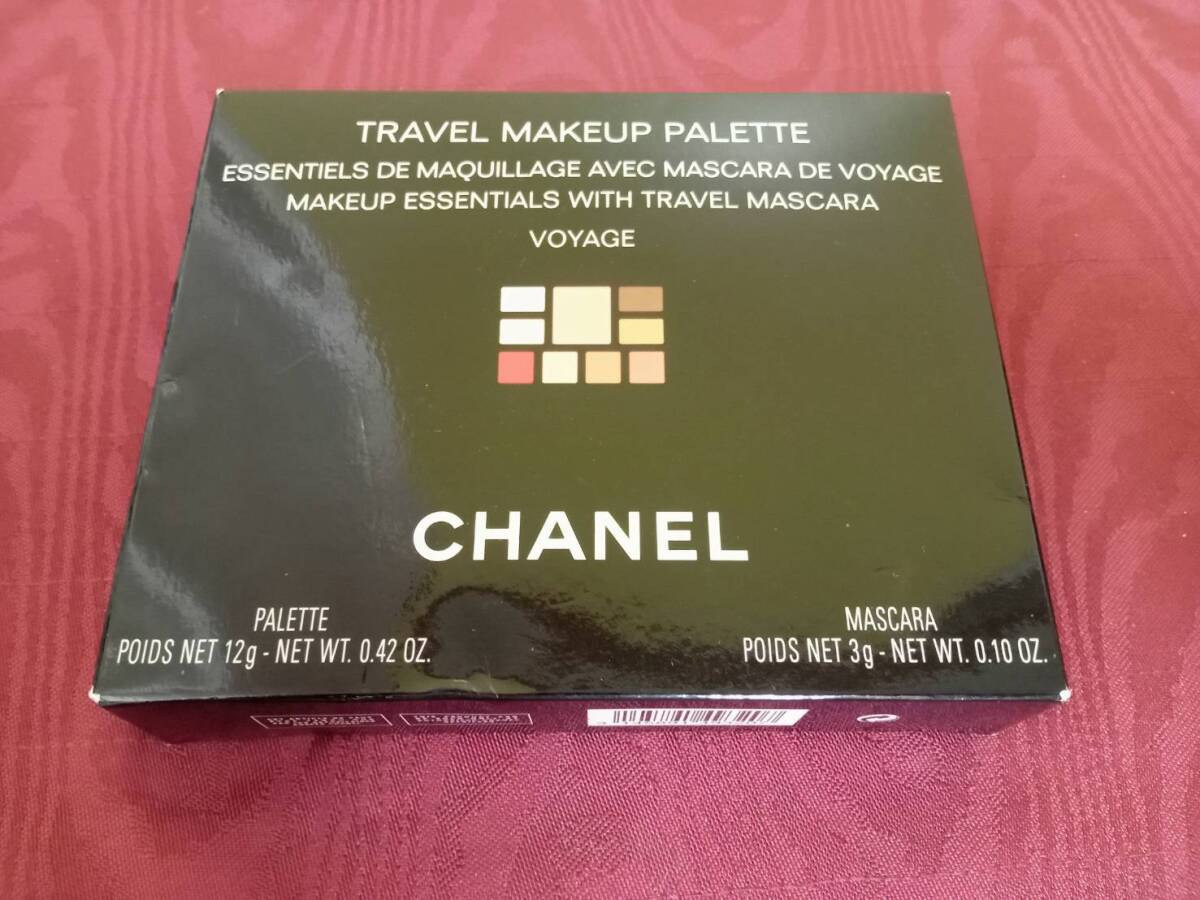 TRAVEL MAKEUP PALETTE
ESSENTIELS DE MAQUILLAGE AVEC MASCARA DE VOYAGE
MAKEUP ESSENTIALS WITH TRAVEL MASCARA
VOYAGE
CHANEL
PALETTE
POIDS NET 12g - NET WT. 0.42 OZ.
MASCARA
POIDS NET 3g - NET WT. 0.10 OZ.